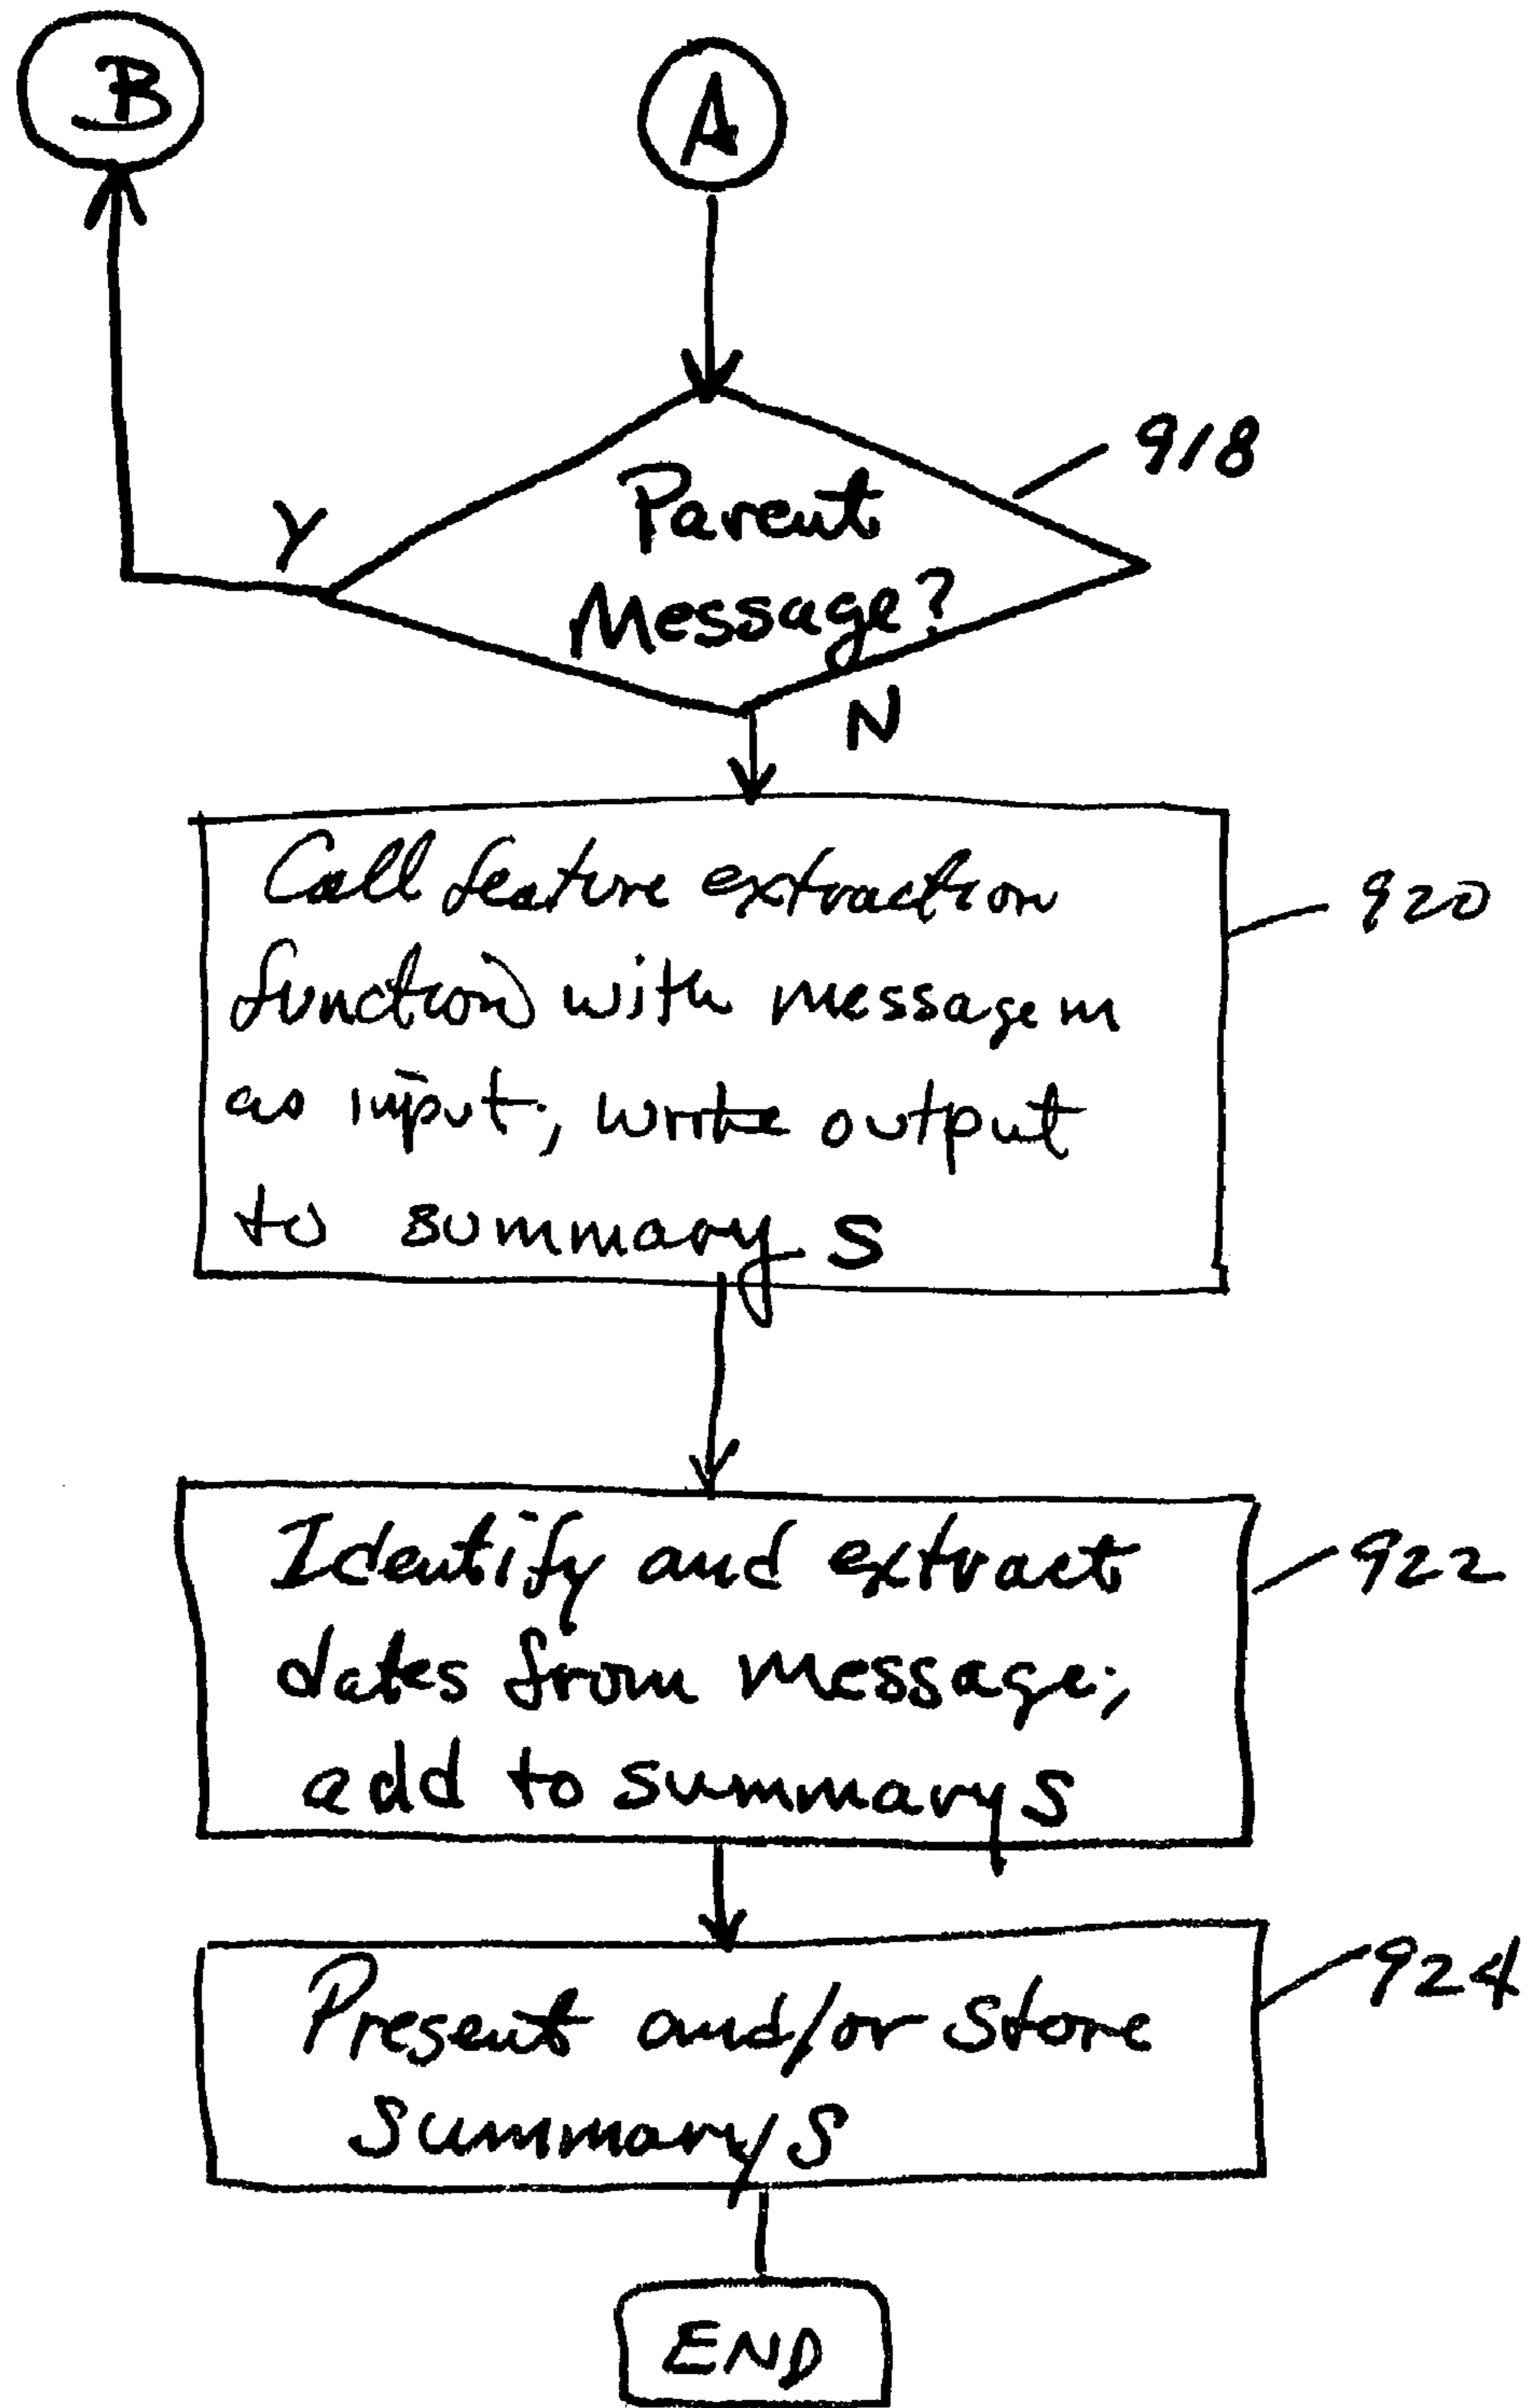 B
A
918
Parent
Message?
Y
N
920
Call feature extraction
function with message m
as input; write output
to summary S
922
Identify and extract
dates from message;
add to summary S
924
Present and/or store
summary S
END